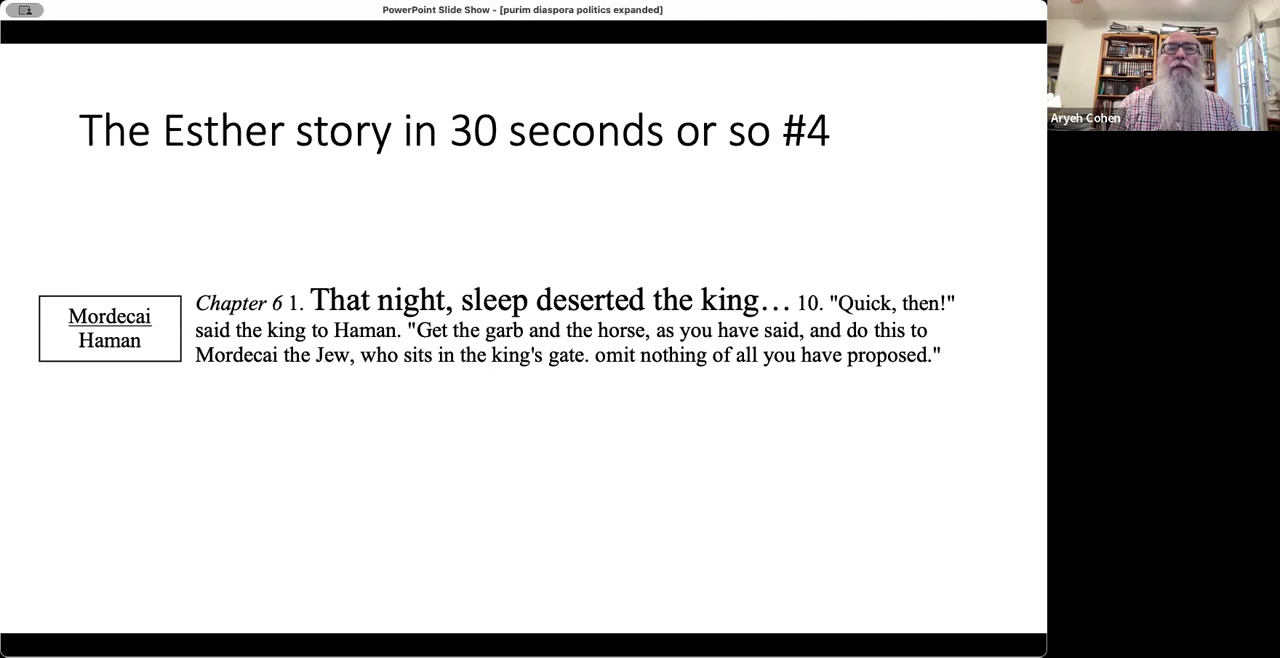 PowerPoint Slide Show - [purim diaspora politics expanded]
Aryeh Cohen
The Esther story in 30 seconds or so #4
Mordecai
Haman
Chapter 6 1. That night, sleep deserted the king… 10. "Quick, then!"
said the king to Haman. "Get the garb and the horse, as you have said, and do this to
Mordecai the Jew, who sits in the king's gate. omit nothing of all you have proposed."